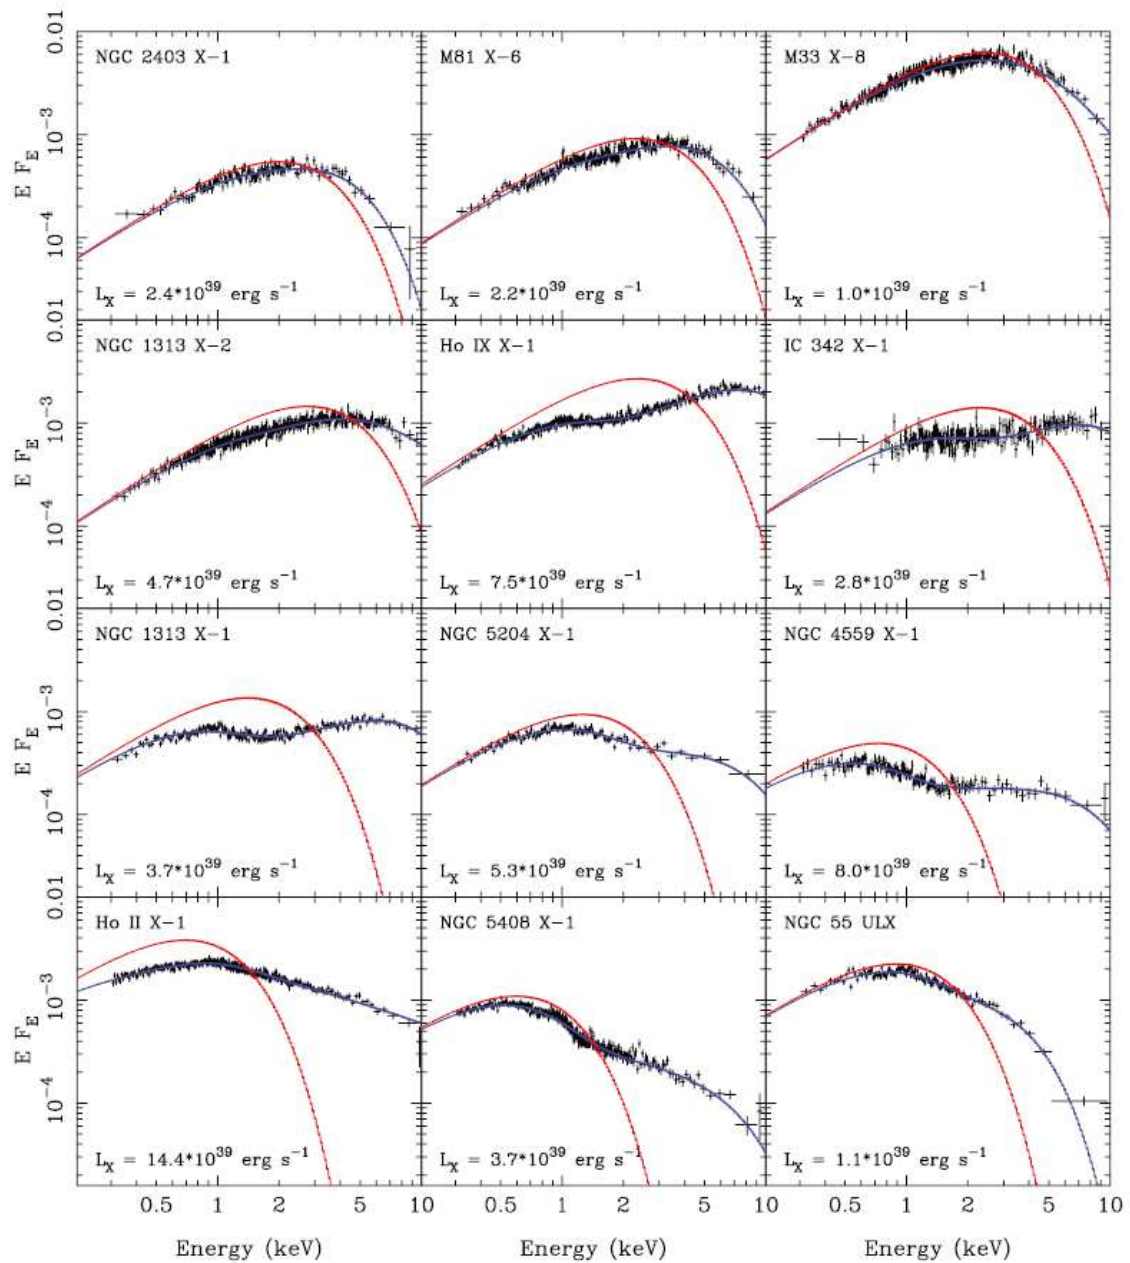 NGC 2403 X−1
M81 X−6
M33 X−8
0.01
10^−3
10^−4
E F_E
L_X = 2.4*10^39 erg s^−1
L_X = 2.2*10^39 erg s^−1
L_X = 1.0*10^39 erg s^−1
NGC 1313 X−2
Ho IX X−1
IC 342 X−1
0.01
10^−3
10^−4
E F_E
L_X = 4.7*10^39 erg s^−1
L_X = 7.5*10^39 erg s^−1
L_X = 2.8*10^39 erg s^−1
NGC 1313 X−1
NGC 5204 X−1
NGC 4559 X−1
0.01
10^−3
10^−4
E F_E
L_X = 3.7*10^39 erg s^−1
L_X = 5.3*10^39 erg s^−1
L_X = 8.0*10^39 erg s^−1
Ho II X−1
NGC 5408 X−1
NGC 55 ULX
0.01
10^−3
10^−4
E F_E
L_X = 14.4*10^39 erg s^−1
L_X = 3.7*10^39 erg s^−1
L_X = 1.1*10^39 erg s^−1
0.5 1 2 5 10 0.5 1 2 5 10 0.5 1 2 5 10
Energy (keV) Energy (keV) Energy (keV)